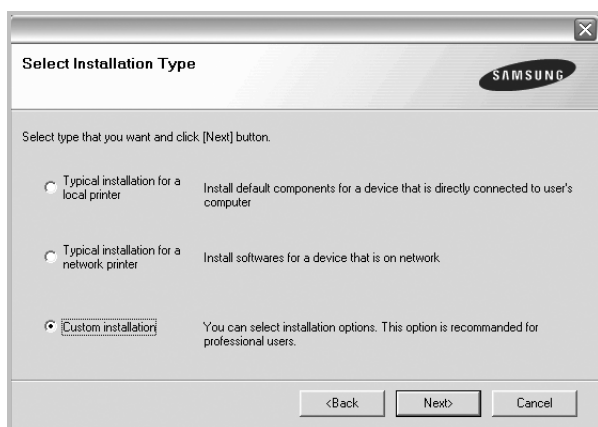 Select Installation Type
SAMSUNG
Select type that you want and click [Next] button.
Typical installation for a
local printer
Install default components for a device that is directly connected to user's
computer
Typical installation for a
network printer
Install softwares for a device that is on network
Custom installation
You can select installation options. This option is recommanded for
professional users.
<Back
Next>
Cancel